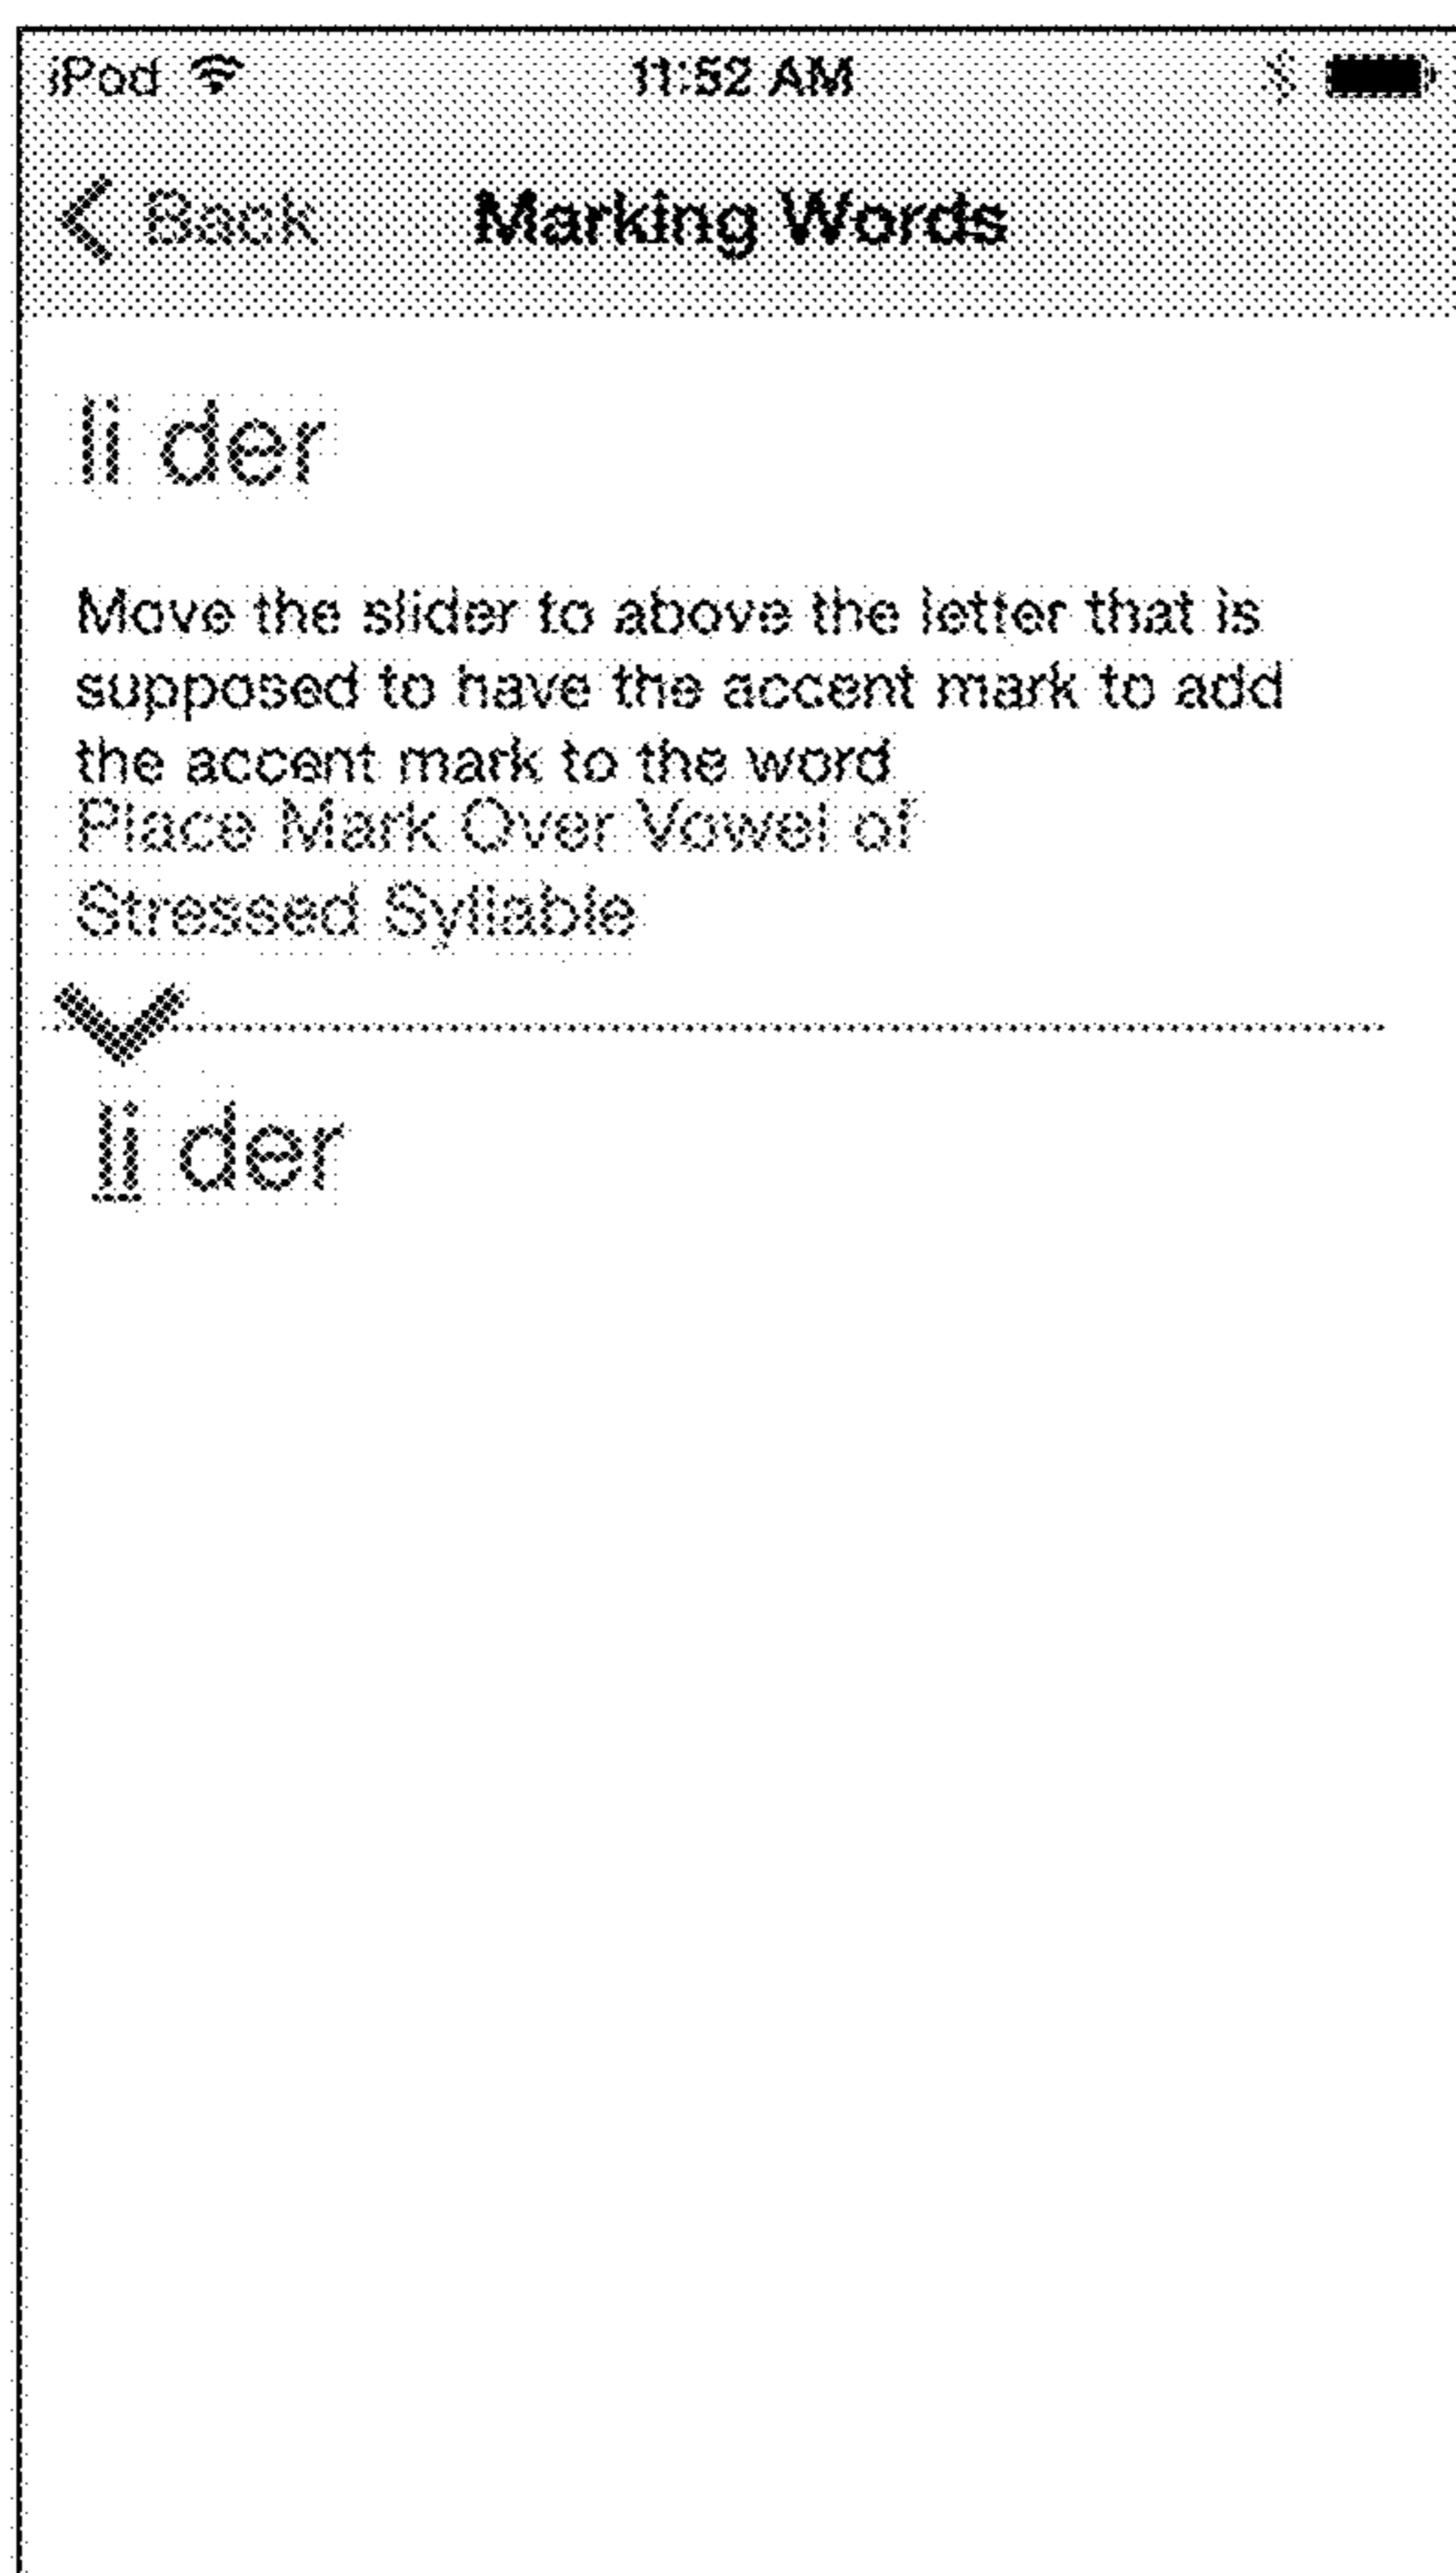 iPod 11:52 AM
Back Marking Words
li der
Move the slider to above the letter that is
supposed to have the accent mark to add
the accent mark to the word
Place Mark Over Vowel of
Stressed Syllable
li der